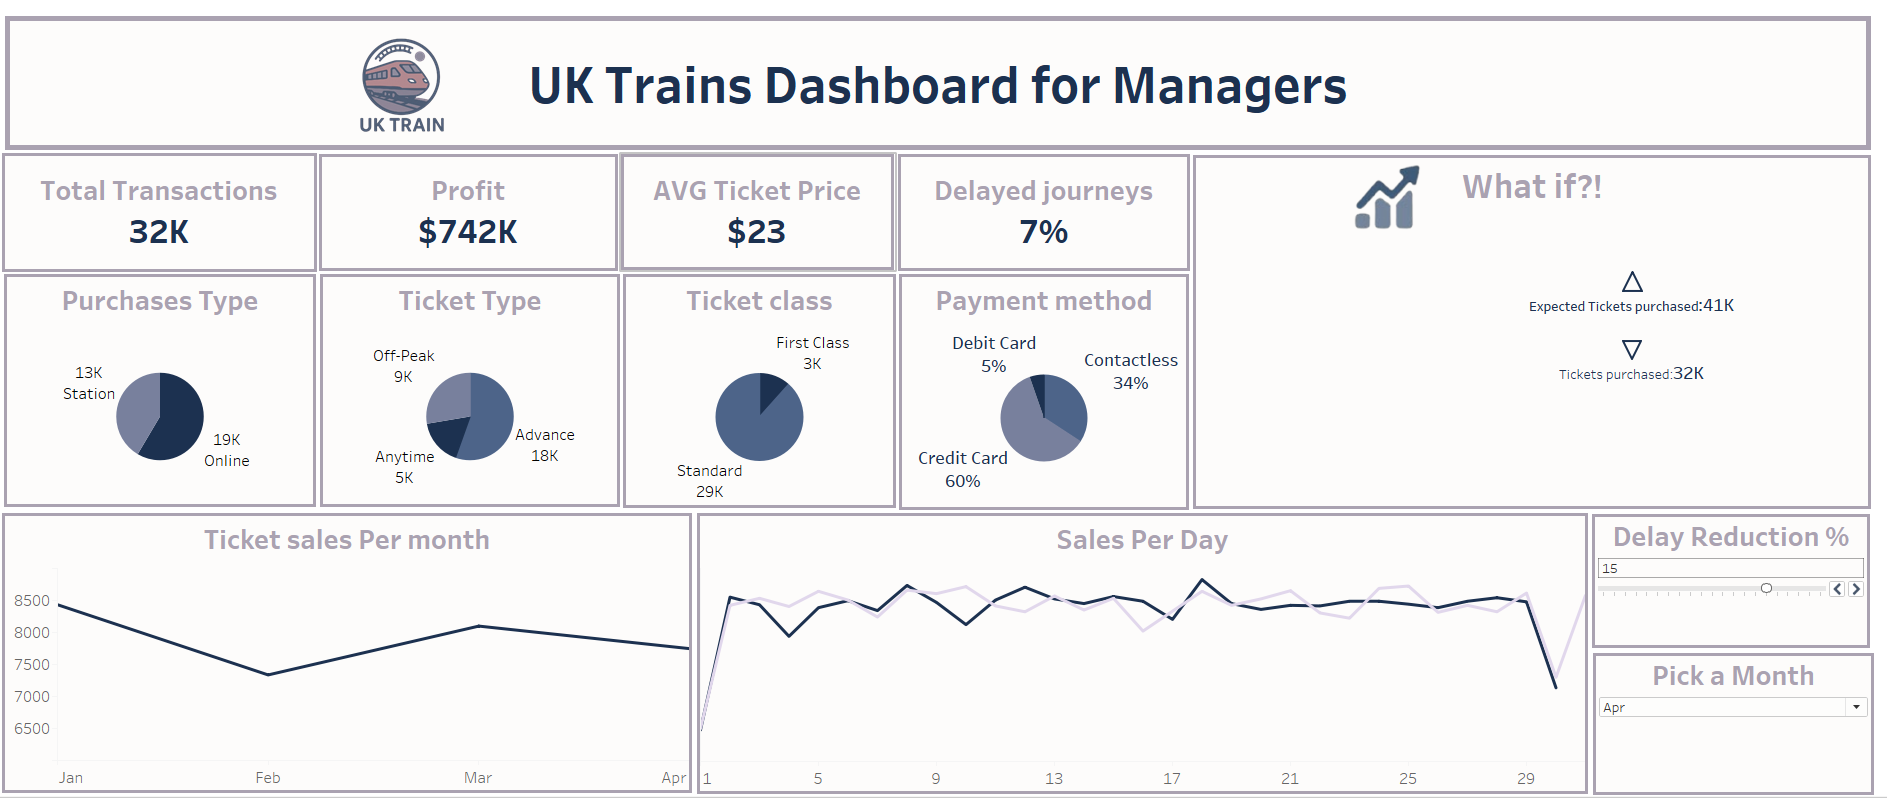 UK TRAIN
UK Trains Dashboard for Managers
Total Transactions
32K
Profit
$742K
AVG Ticket Price
$23
Delayed journeys
7%
What if?!
Expected Tickets purchased:41K
Tickets purchased:32K
Purchases Type
13K
Station
19K
Online
Ticket Type
Off-Peak
9K
Advance
18K
Anytime
5K
Ticket class
First Class
3K
Standard
29K
Payment method
Debit Card
5%
Contactless
34%
Credit Card
60%
Ticket sales Per month
8500
8000
7500
7000
6500
Jan Feb Mar Apr
Sales Per Day
1 5 9 13 17 21 25 29
Delay Reduction %
15
Pick a Month
Apr